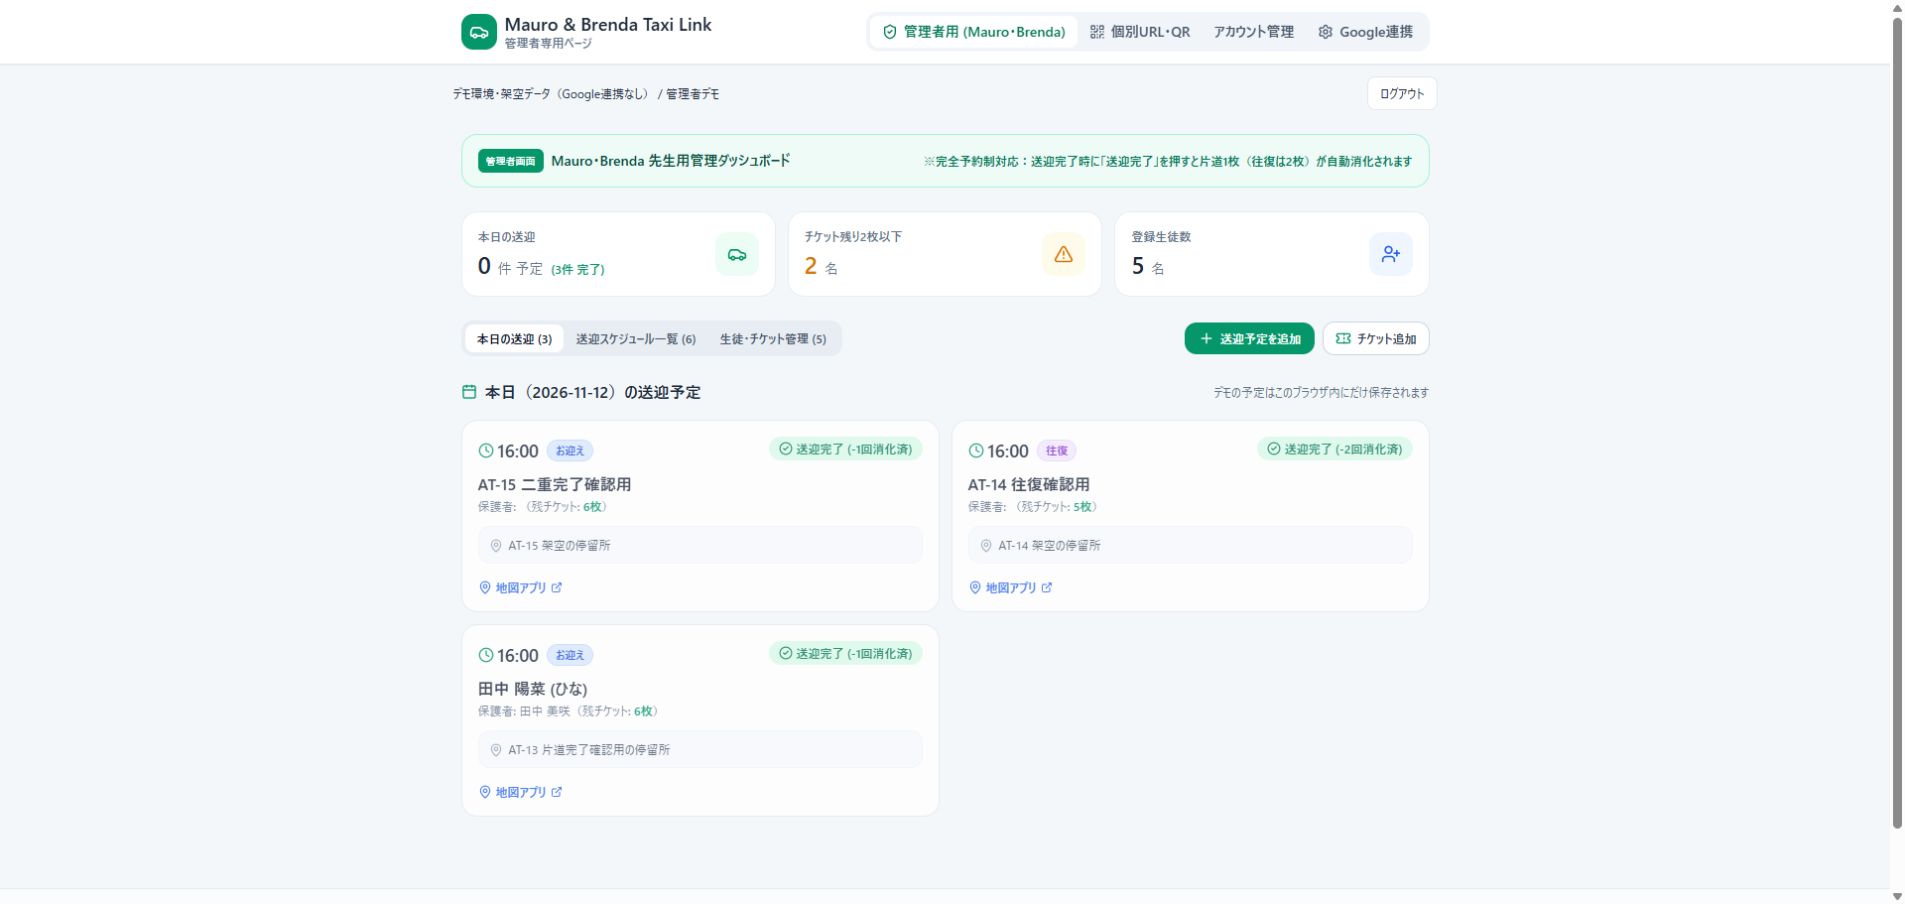 Mauro & Brenda Taxi Link
管理者専用ページ
管理者用 (Mauro・Brenda)
個別URL・QR
アカウント管理
Google連携
デモ環境・架空データ（Google連携なし） / 管理者デモ
ログアウト
管理者画面 Mauro・Brenda 先生用管理ダッシュボード
※完全予約制対応：送迎完了時に「送迎完了」を押すと片道1枚（往復は2枚）が自動消化されます
本日の送迎
0 件 予定 (3件 完了)
チケット残り2枚以下
2 名
登録生徒数
5 名
本日の送迎 (3)
送迎スケジュール一覧 (6)
生徒・チケット管理 (5)
送迎予定を追加
チケット追加
本日（2026-11-12）の送迎予定
デモの予定はこのブラウザ内にだけ保存されます
16:00 お迎え
送迎完了 (-1回消化済)
AT-15 二重完了確認用
保護者: （残チケット: 6枚）
AT-15 架空の停留所
地図アプリ
16:00 往復
送迎完了 (-2回消化済)
AT-14 往復確認用
保護者: （残チケット: 5枚）
AT-14 架空の停留所
地図アプリ
16:00 お迎え
送迎完了 (-1回消化済)
田中 陽菜 (ひな)
保護者: 田中 美咲（残チケット: 6枚）
AT-13 片道完了確認用の停留所
地図アプリ